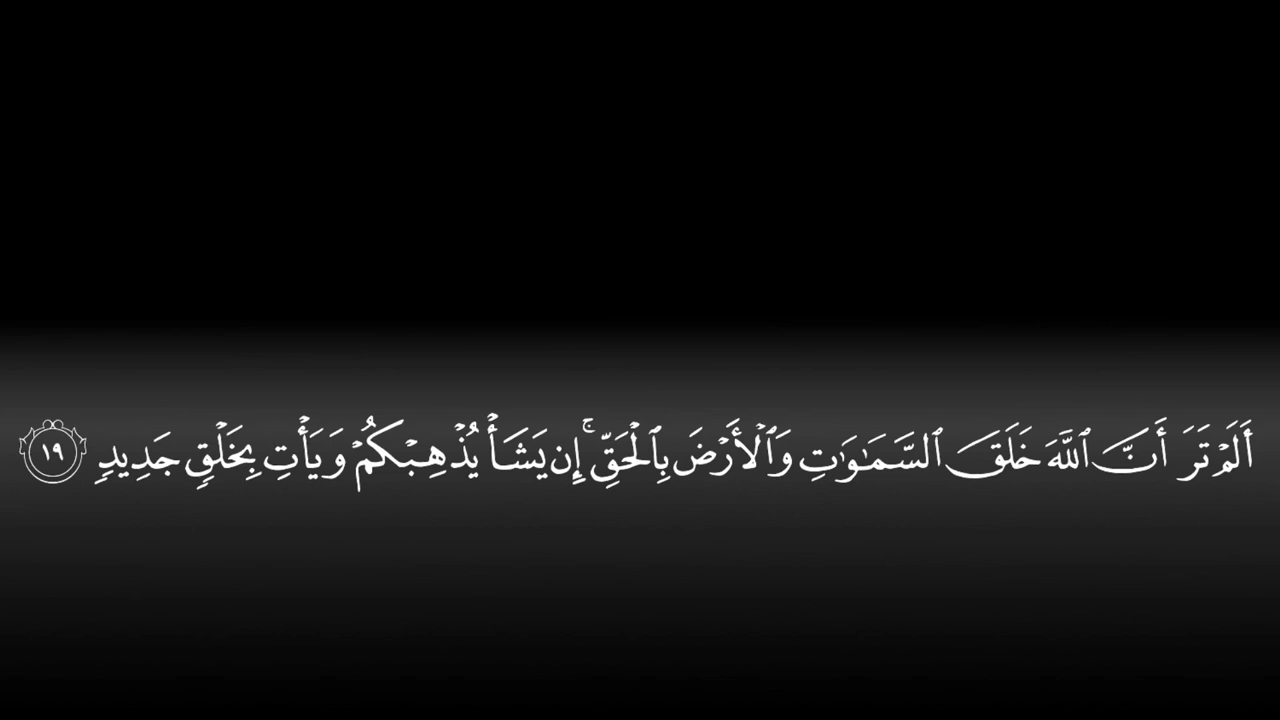 أَلَمْ تَرَ أَنَّ ٱللَّهَ خَلَقَ ٱلسَّمَـٰوَٰتِ وَٱلْأَرْضَ بِٱلْحَقِّ ۚ إِن يَشَأْ يُذْهِبْكُمْ وَيَأْتِ بِخَلْقٍ جَدِيدٍ ١٩